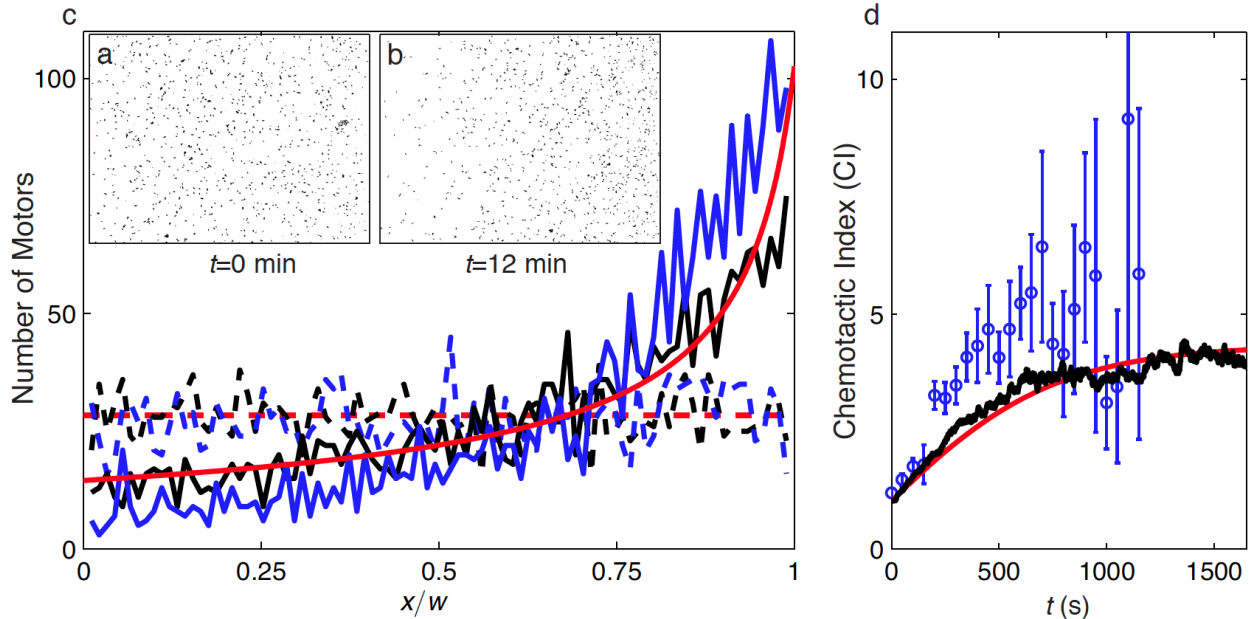 c
d
a
b
t=0 min
t=12 min
Number of Motors
100
50
0
0
0.25
0.5
0.75
1
x/w
Chemotactic Index (CI)
10
5
0
0
500
1000
1500
t (s)